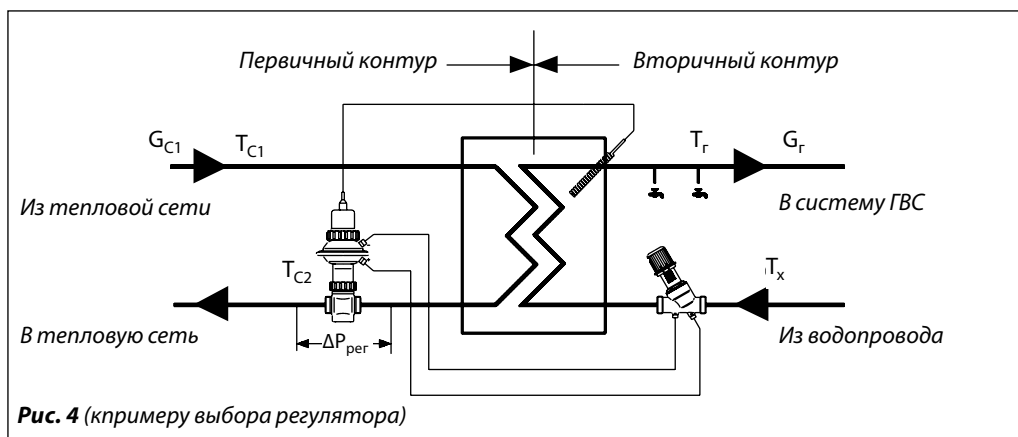 Первичный контур
Вторичный контур
G_C1
T_C1
T_г
G_г
Из тепловой сети
В систему ГВС
T_C2
T_x
В тепловую сеть
ΔP_рег
Из водопровода
Рис. 4 (кпримеру выбора регулятора)